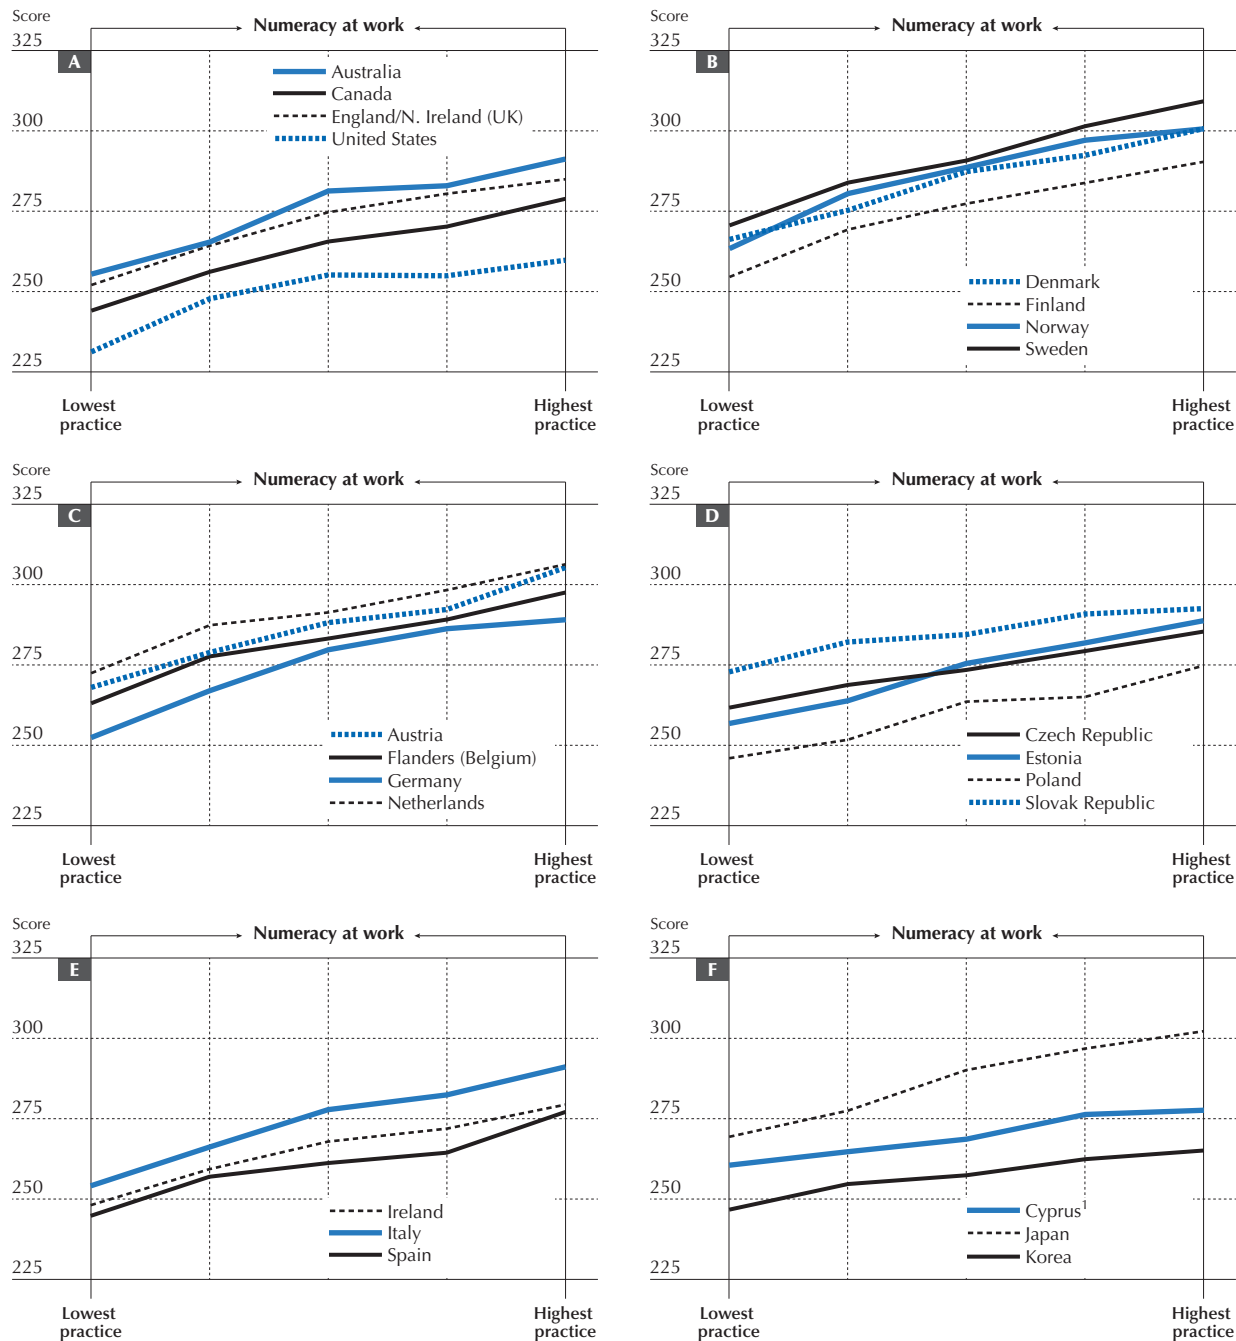 Score
Numeracy at work
325
A
Australia
Canada
England/N. Ireland (UK)
United States
300
275
250
225
Lowest
practice
Highest
practice
Score
Numeracy at work
325
B
300
275
250
Denmark
Finland
Norway
Sweden
225
Lowest
practice
Highest
practice
Score
Numeracy at work
325
C
300
275
250
Austria
Flanders (Belgium)
Germany
Netherlands
225
Lowest
practice
Highest
practice
Score
Numeracy at work
325
D
300
275
250
Czech Republic
Estonia
Poland
Slovak Republic
225
Lowest
practice
Highest
practice
Score
Numeracy at work
325
E
300
275
250
Ireland
Italy
Spain
225
Lowest
practice
Highest
practice
Score
Numeracy at work
325
F
300
275
250
Cyprus¹
Japan
Korea
225
Lowest
practice
Highest
practice